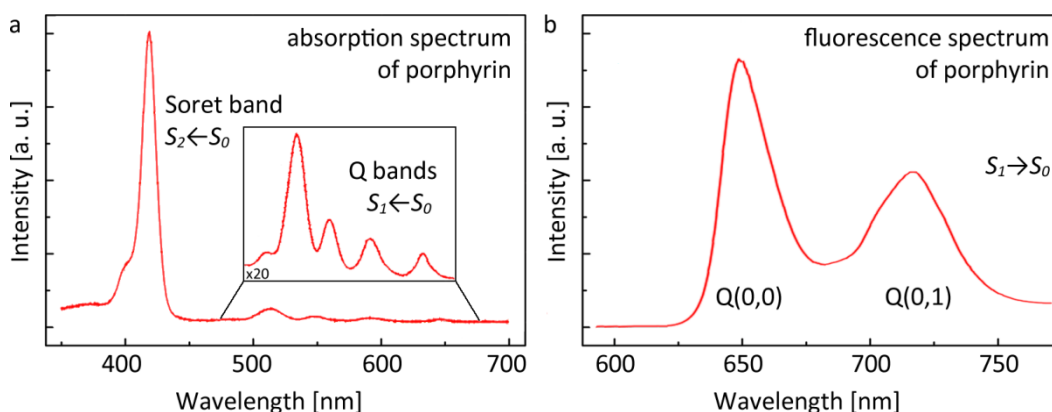 a
absorption spectrum
of porphyrin
Soret band
S2←S0
Q bands
S1←S0
x20
Intensity [a. u.]
400
500
600
700
Wavelength [nm]
b
fluorescence spectrum
of porphyrin
S1→S0
Q(0,0)
Q(0,1)
Intensity [a. u.]
600
650
700
750
Wavelength [nm]